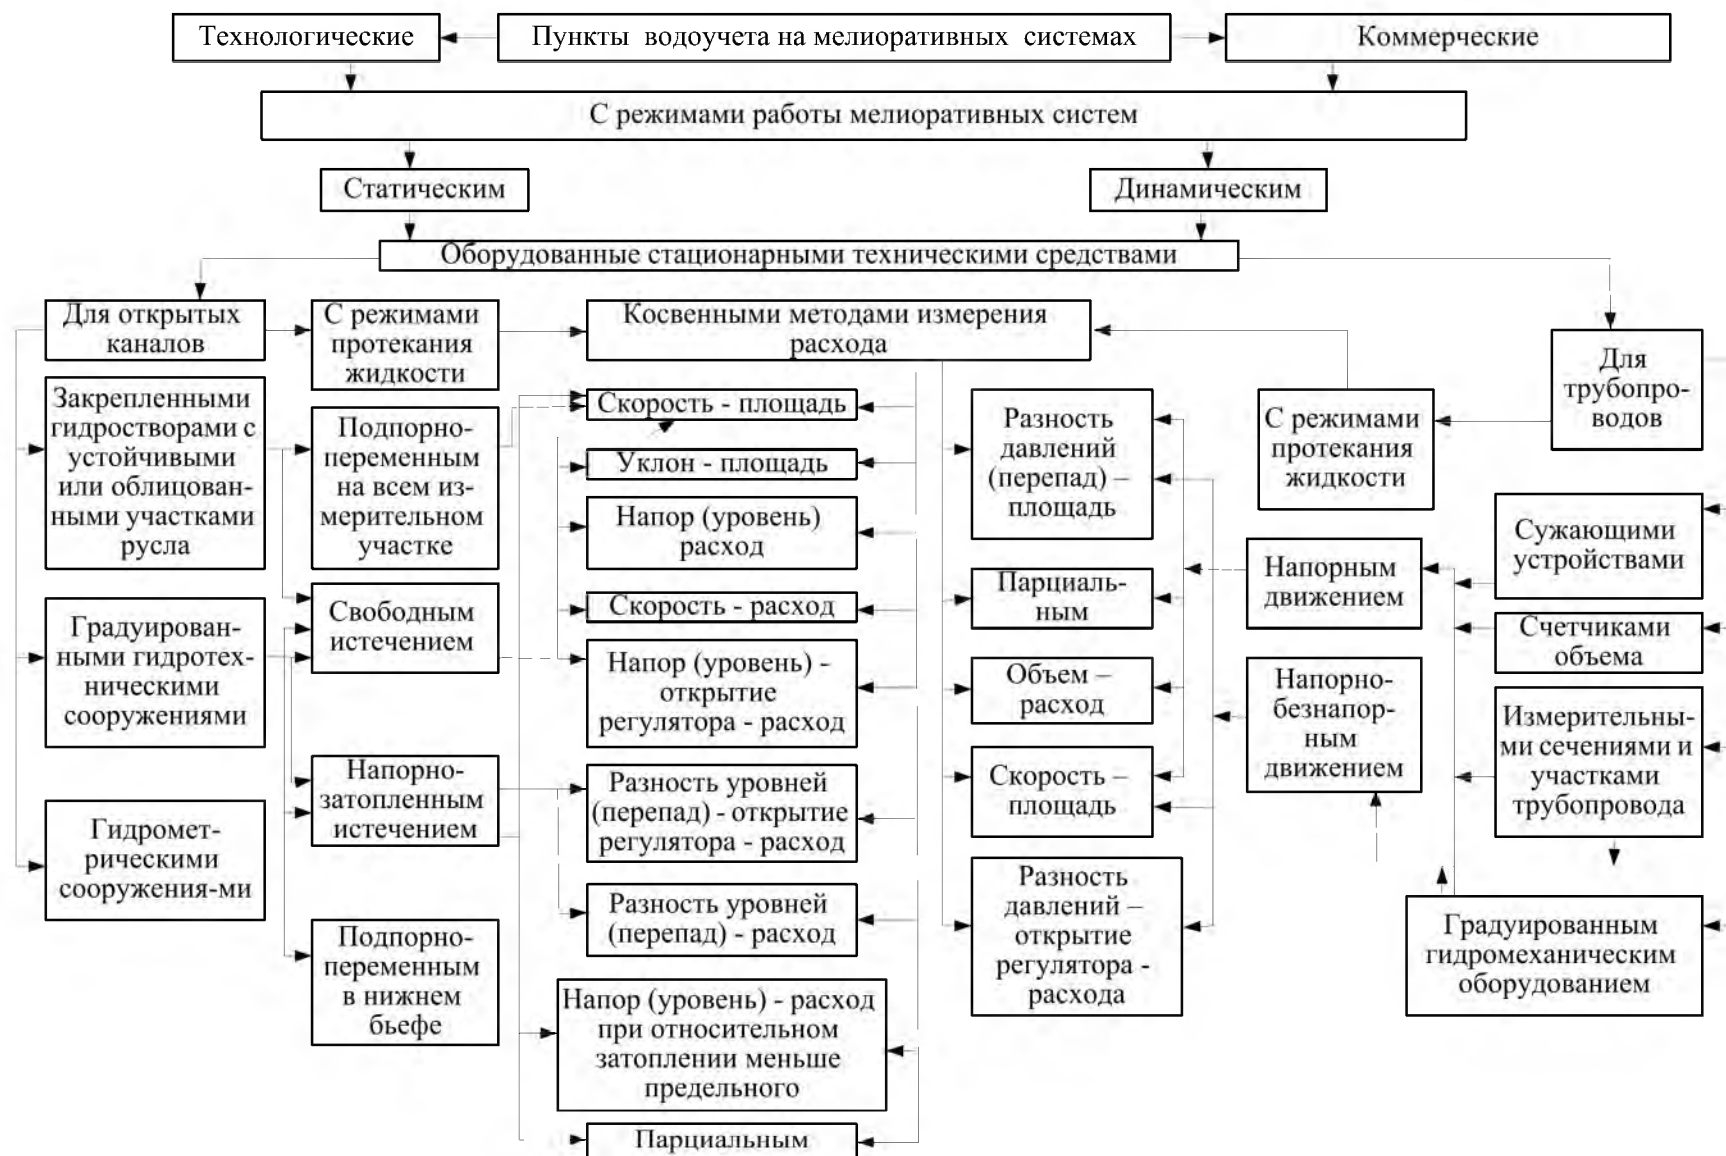 Технологические
Пункты водоучета на мелиоративных системах
Коммерческие
С режимами работы мелиоративных систем
Статическим
Динамическим
Оборудованные стационарными техническими средствами
Для открытых
каналов
С режимами
протекания
жидкости
Косвенными методами измерения
расхода
Для
трубопро-
водов
Закрепленными
гидростворами с
устойчивыми
или облицован-
ными участками
русла
Подпорно-
переменным
на всем из-
мерительном
участке
Скорость - площадь
Уклон - площадь
Напор (уровень)
расход
Скорость - расход
Разность
давлений
(перепад) –
площадь
С режимами
протекания
жидкости
Сужающими
устройствами
Градуирован-
ными гидротех-
ническими
сооружениями
Свободным
истечением
Напор (уровень) -
открытие
регулятора - расход
Парциаль-
ным
Напорным
движением
Счетчиками
объема
Объем –
расход
Напорно-
безнапор-
ным
движением
Измерительны-
ми сечениями и
участками
трубопровода
Гидромет-
рическими
сооружения-ми
Напорно-
затопленным
истечением
Разность уровней
(перепад) - открытие
регулятора - расход
Скорость –
площадь
Подпорно-
переменным
в нижнем
бьефе
Разность уровней
(перепад) - расход
Разность
давлений –
открытие
регулятора -
расхода
Градуированным
гидромеханическим
оборудованием
Напор (уровень) - расход
при относительном
затоплении меньше
предельного
Парциальным